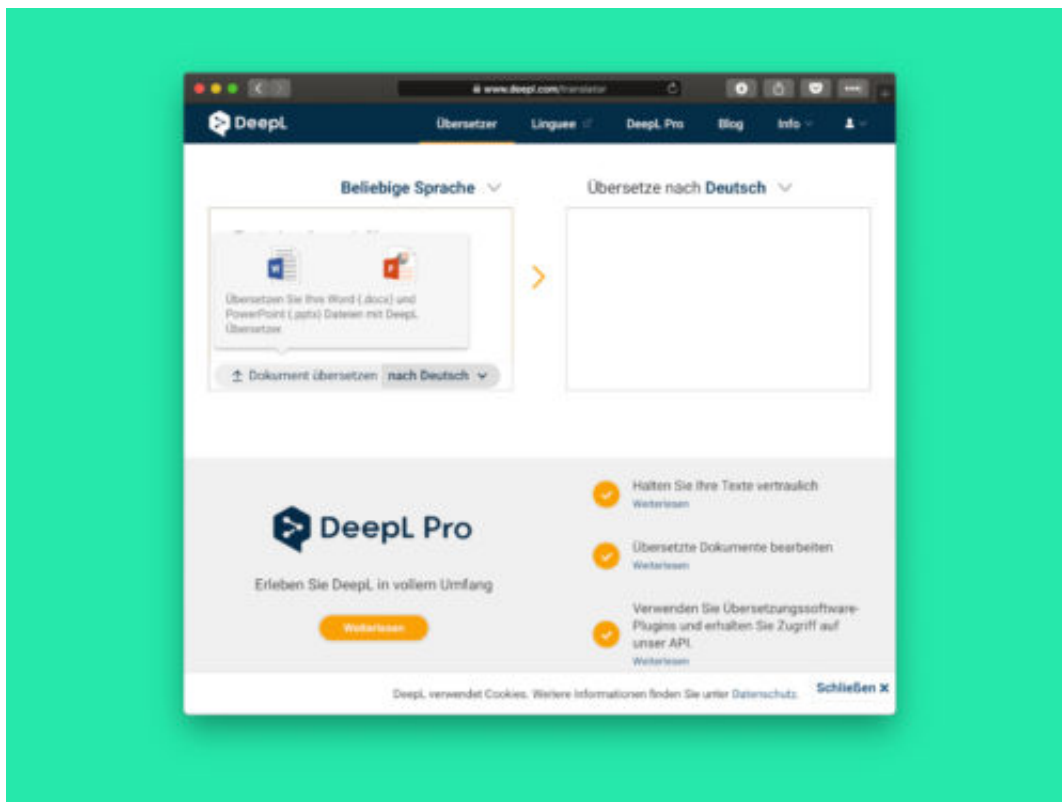 www.deepl.com/translator
DeepL
Übersetzer
Linguee
DeepL Pro
Blog
Info
Beliebige Sprache
Übersetze nach Deutsch
Übersetzen Sie Ihre Word (.docx) und
PowerPoint (.pptx) Dateien mit DeepL
Übersetzer
Dokument übersetzen nach Deutsch
DeepL Pro
Erleben Sie DeepL in vollem Umfang
Weiterlesen
Halten Sie Ihre Texte vertraulich
Weiterlesen
Übersetzte Dokumente bearbeiten
Weiterlesen
Verwenden Sie Übersetzungssoftware-
Plugins und erhalten Sie Zugriff auf
unser API.
Weiterlesen
DeepL verwendet Cookies. Weitere Informationen finden Sie unter Datenschutz.
Schließen ×